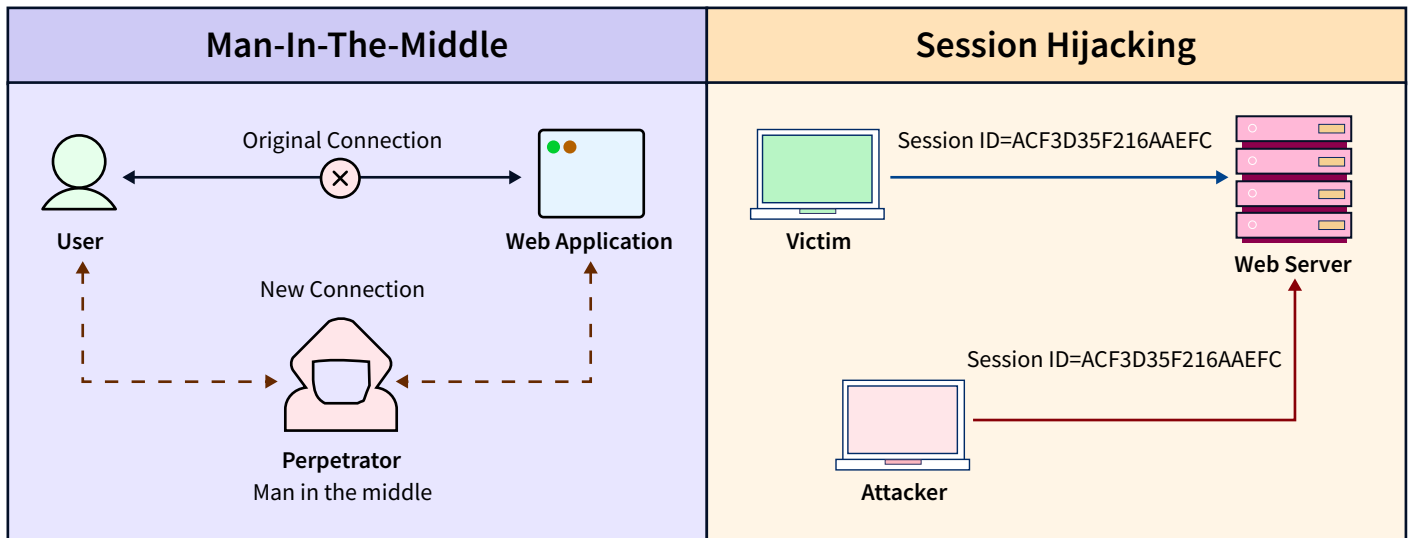 Man-In-The-Middle
Original Connection
User
Web Application
New Connection
Perpetrator
Man in the middle
Session Hijacking
Session ID=ACF3D35F216AAEFC
Victim
Web Server
Session ID=ACF3D35F216AAEFC
Attacker